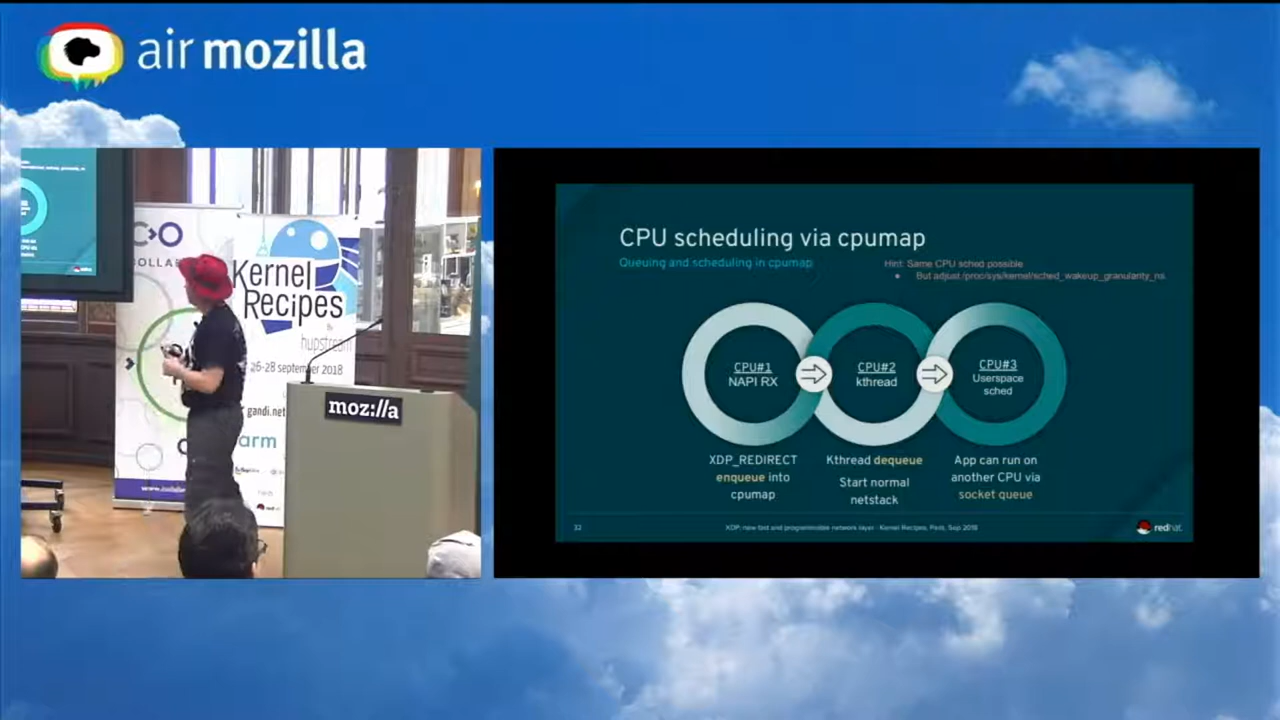 air mozilla
C>O
COLLAB
Kernel
Recipes
hupstream
26-28 september 2018
gandi.net
arm
moz://a
CPU scheduling via cpumap
Queuing and scheduling in cpumap
Hint: Same CPU sched possible
● But adjust /proc/sys/kernel/sched_wakeup_granularity_ns
CPU#1
NAPI RX
CPU#2
kthread
CPU#3
Userspace
sched
XDP_REDIRECT
enqueue into
cpumap
Kthread dequeue
Start normal
netstack
App can run on
another CPU via
socket queue
32
XDP: new fast and programmable network layer - Kernel Recipes, Paris, Sep 2018
redhat.